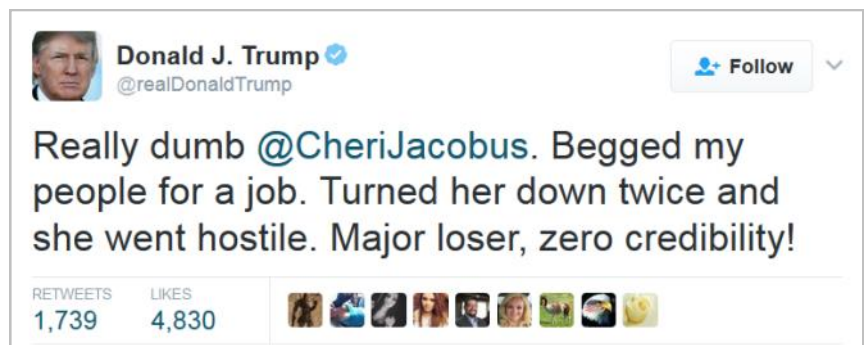 Donald J. Trump
@realDonaldTrump
Follow
Really dumb @CheriJacobus. Begged my
people for a job. Turned her down twice and
she went hostile. Major loser, zero credibility!
RETWEETS LIKES
1,739 4,830